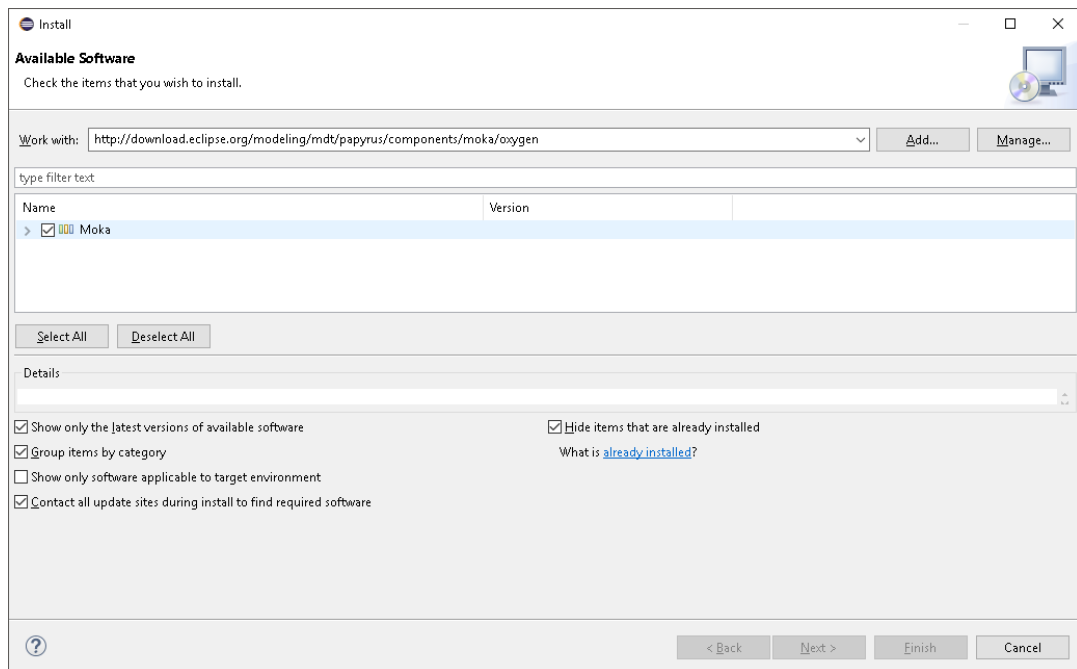 Install
Available Software
Check the items that you wish to install.
Work with: http://download.eclipse.org/modeling/mdt/papyrus/components/moka/oxygen Add... Manage...
type filter text
Name Version
Moka
Select All Deselect All
Details
Show only the latest versions of available software Hide items that are already installed
Group items by category What is already installed?
Show only software applicable to target environment
Contact all update sites during install to find required software
? < Back Next > Finish Cancel